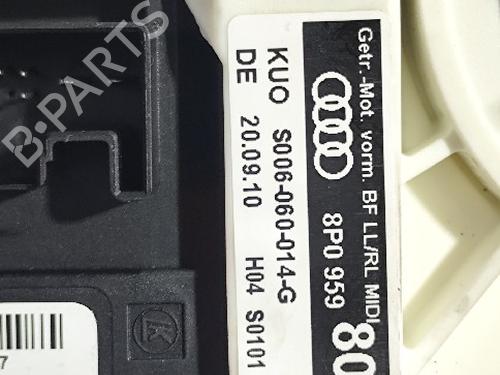 Getr.-Mot. vorm. BF LL/RL MIDI
8P0 959
80
KUO S006-060-014-G
DE 20.09.10 H04 S0101
K
7
B-PARTS